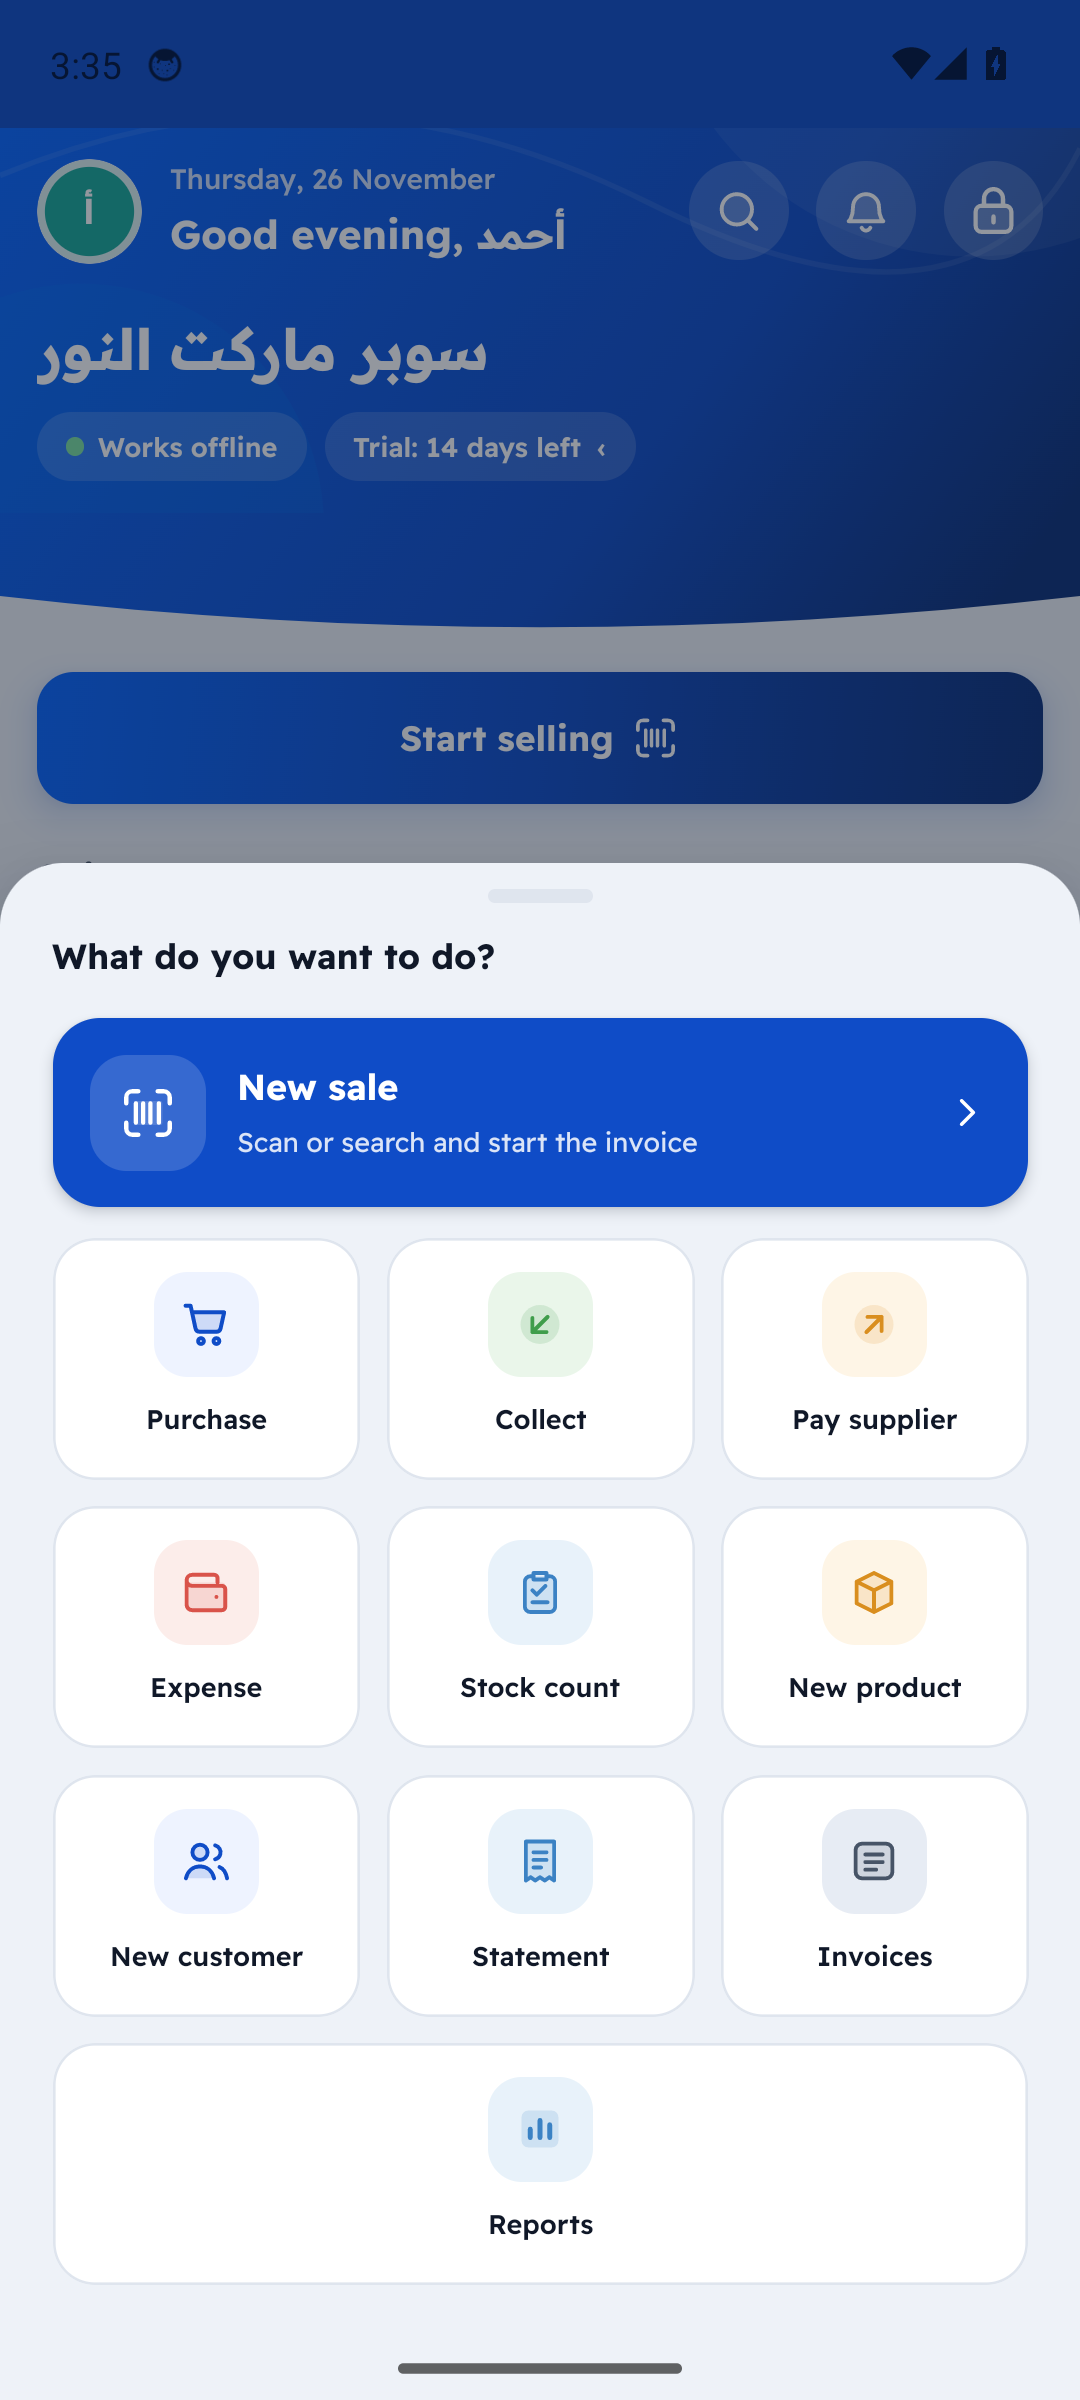 3:35
Thursday, 26 November
Good evening, أحمد
أ
سوبر ماركت النور
Works offline
Trial: 14 days left ‹
Start selling
What do you want to do?
New sale
Scan or search and start the invoice
Purchase
Collect
Pay supplier
Expense
Stock count
New product
New customer
Statement
Invoices
Reports